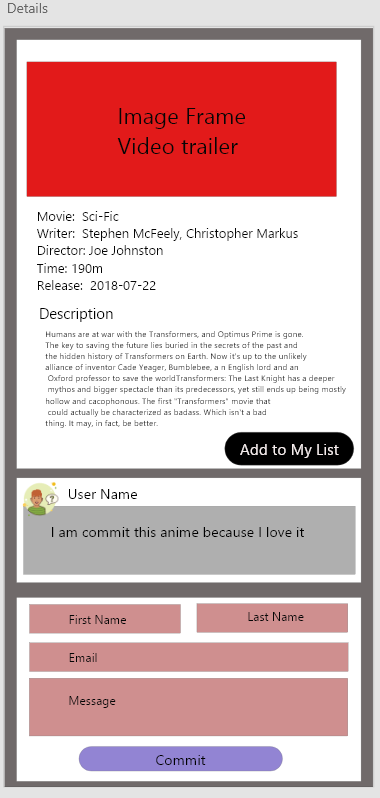 Details
Image Frame
Video trailer
Movie: Sci-Fic
Writer: Stephen McFeely, Christopher Markus
Director: Joe Johnston
Time: 190m
Release: 2018-07-22
Description
Humans are at war with the Transformers, and Optimus Prime is gone.
The key to saving the future lies buried in the secrets of the past and
the hidden history of Transformers on Earth. Now it's up to the unlikely
alliance of inventor Cade Yeager, Bumblebee, a n English lord and an
Oxford professor to save the worldTransformers: The Last Knight has a deeper
mythos and bigger spectacle than its predecessors, yet still ends up being mostly
hollow and cacophonous. The first "Transformers" movie that
could actually be characterized as badass. Which isn't a bad
thing. It may, in fact, be better.
Add to My List
User Name
I am commit this anime because I love it
First Name
Last Name
Email
Message
Commit